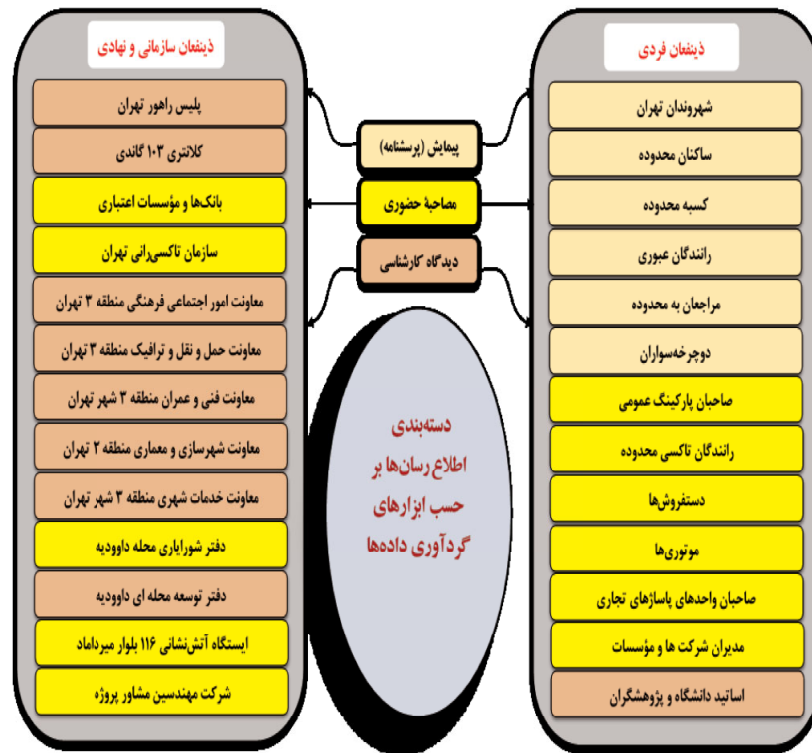 ذینفعان فردی
شهروندان تهران
ساکنان محدوده
کسبه محدوده
رانندگان عبوری
مراجعان به محدوده
دوچرخه‌سواران
صاحبان پارکینگ عمومی
رانندگان تاکسی محدوده
دستفروش‌ها
موتوری‌ها
صاحبان واحدهای پاساژهای تجاری
مدیران شرکت ها و مؤسسات
اساتید دانشگاه و پژوهشگران
پیمایش (پرسشنامه)
مصاحبهٔ حضوری
دیدگاه کارشناسی
دسته‌بندی
اطلاع رسان‌ها بر
حسب ابزارهای
گردآوری داده‌ها
ذینفعان سازمانی و نهادی
پلیس راهور تهران
کلانتری ۱۰۳ گاندی
بانک‌ها و مؤسسات اعتباری
سازمان تاکسی‌رانی تهران
معاونت امور اجتماعی فرهنگی منطقه ۳ تهران
معاونت حمل و نقل و ترافیک منطقه ۳ تهران
معاونت فنی و عمران منطقه ۳ شهر تهران
معاونت شهرسازی و معماری منطقه ۳ تهران
معاونت خدمات شهری منطقه ۳ شهر تهران
دفتر شورایاری محله داوودیه
دفتر توسعه محله ای داوودیه
ایستگاه آتش‌نشانی ۱۱۶ بلوار میرداماد
شرکت مهندسین مشاور پروژه